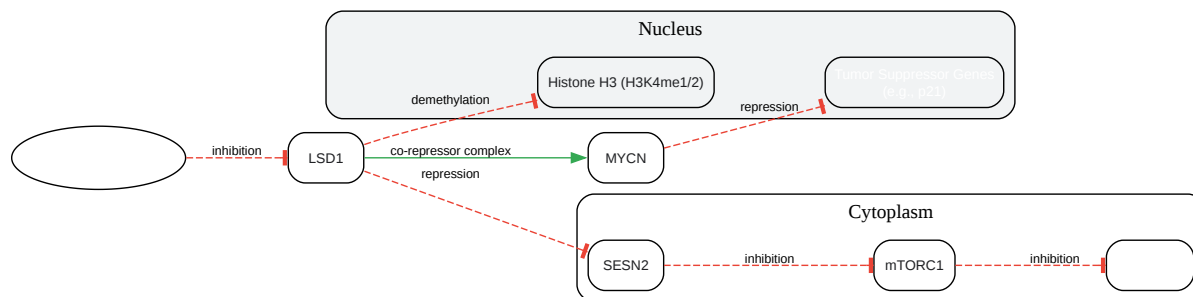 Nucleus
Tumor Suppressor Genes
(e.g., p21)
Histone H3 (H3K4me1/2)
demethylation
repression
inhibition
LSD1
co-repressor complex
MYCN
repression
Cytoplasm
SESN2
inhibition
mTORC1
inhibition